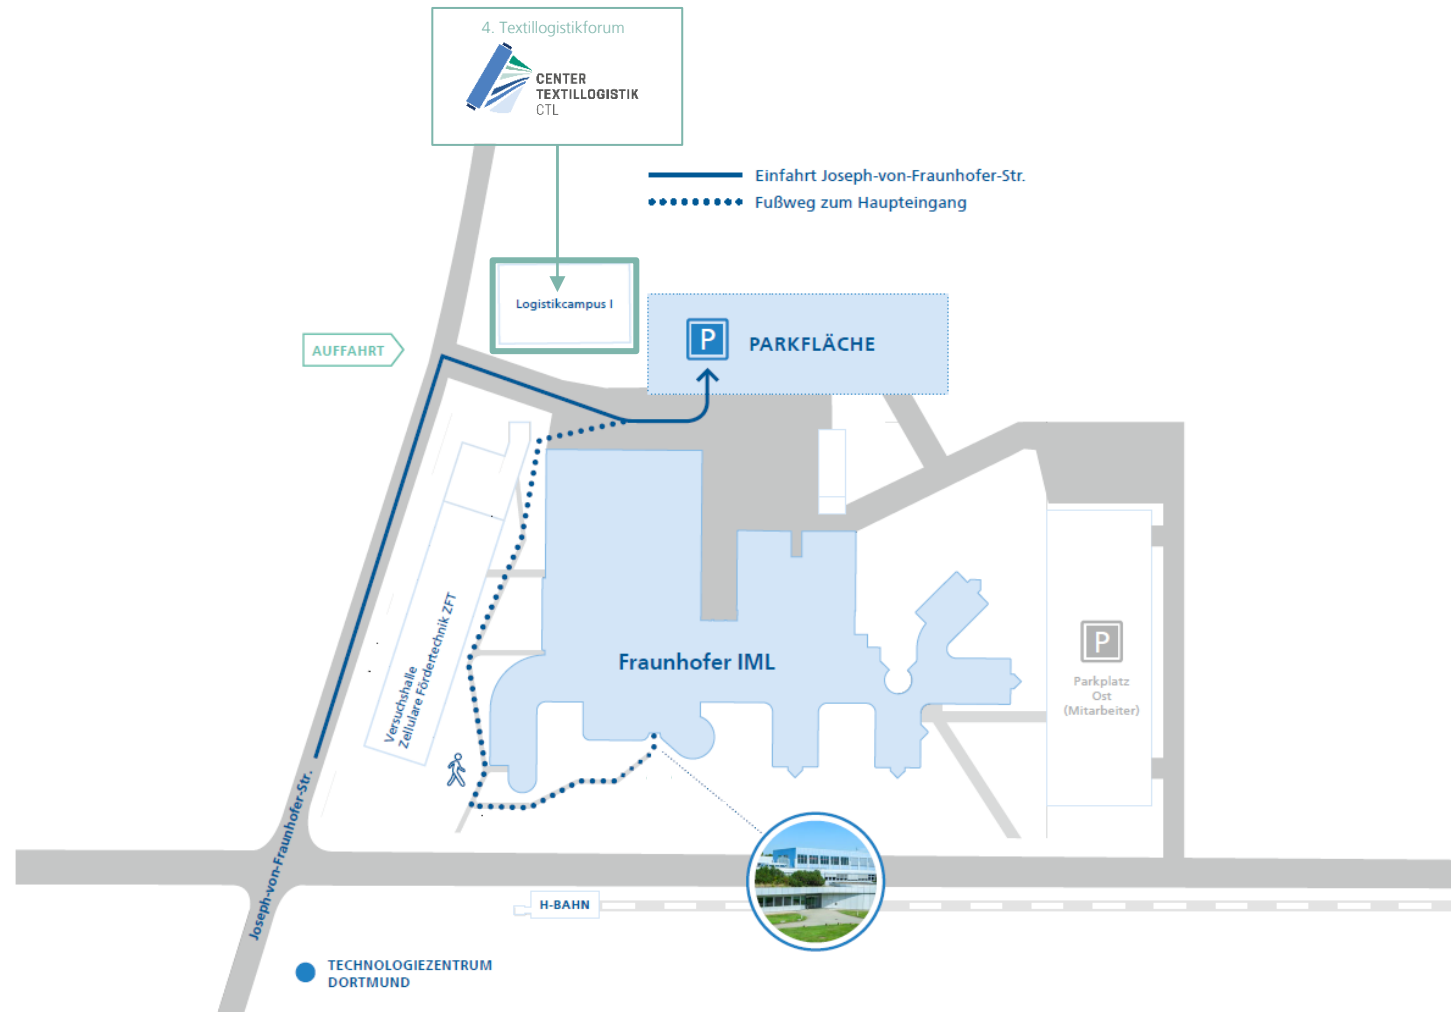 4. Textillogistikforum
CENTER
TEXTILLOGISTIK
CTL
Einfahrt Joseph-von-Fraunhofer-Str.
Fußweg zum Haupteingang
Logistikcampus I
P
PARKFLÄCHE
AUFFAHRT
Versuchshalle
Zellulare Fördertechnik ZFT
Fraunhofer IML
P
Parkplatz
Ost
(Mitarbeiter)
Joseph-von-Fraunhofer-Str.
H-BAHN
TECHNOLOGIEZENTRUM
DORTMUND